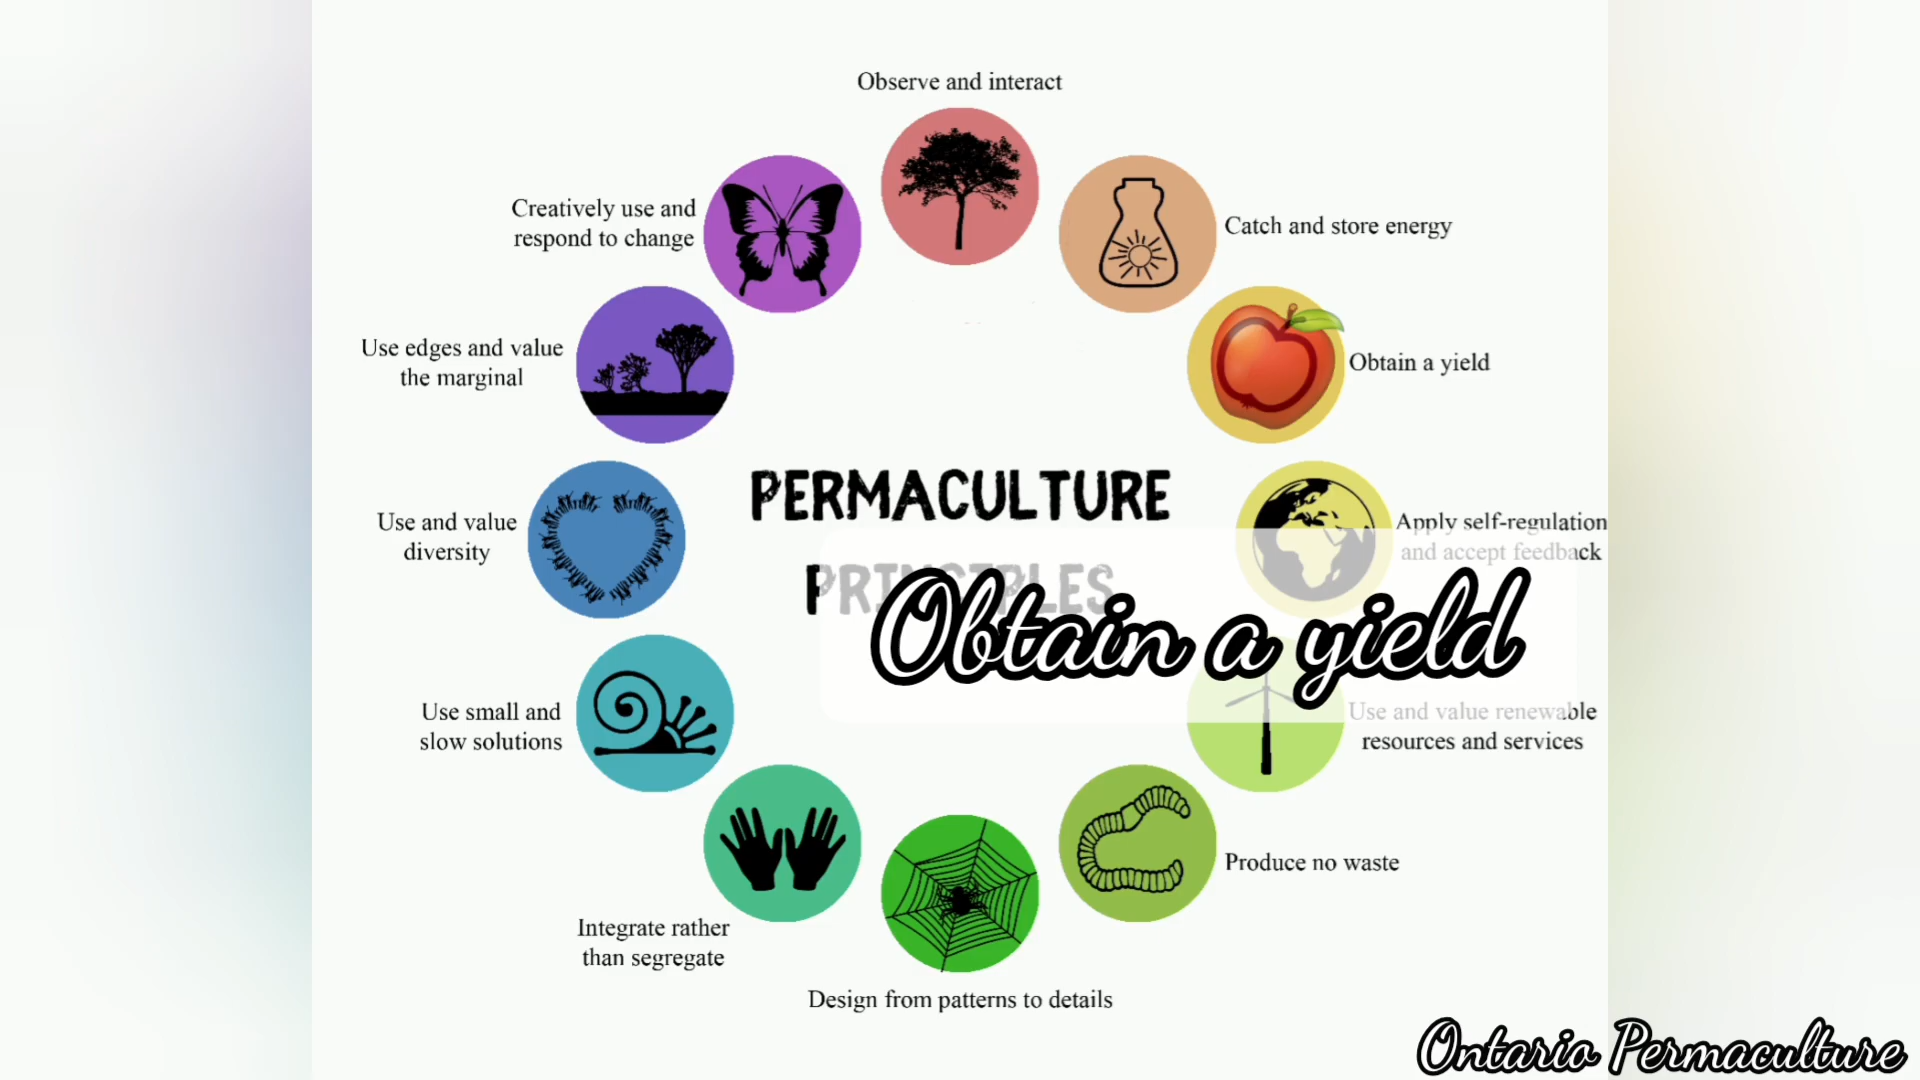 Observe and interact
Catch and store energy
Obtain a yield
Apply self-regulation
and accept feedback
Use and value renewable
resources and services
Produce no waste
Design from patterns to details
Integrate rather
than segregate
Use small and
slow solutions
Use and value
diversity
Use edges and value
the marginal
Creatively use and
respond to change
PERMACULTURE
PRINCIPLES
Obtain a yield
Ontario Permaculture